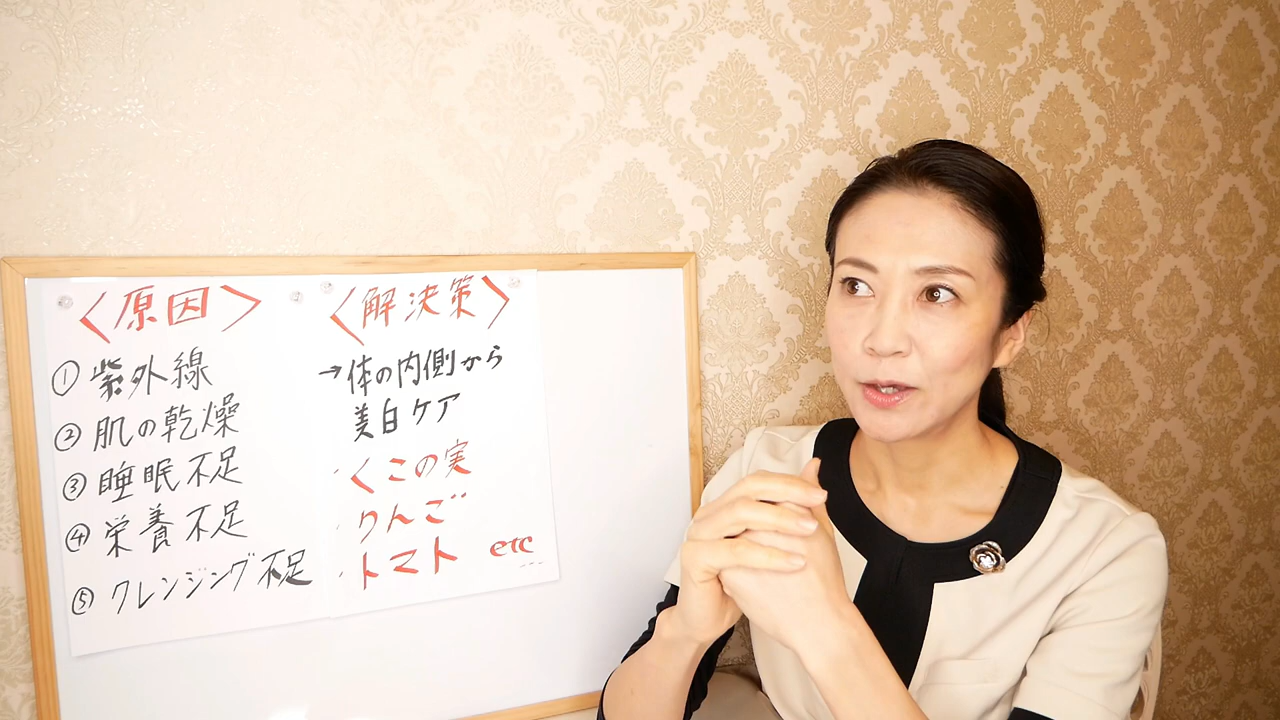 〈原因〉
① 紫外線
② 肌の乾燥
③ 睡眠不足
④ 栄養不足
⑤ クレンジング不足
〈解決策〉
→体の内側から
美白ケア
・くこの実
・りんご
・トマト etc